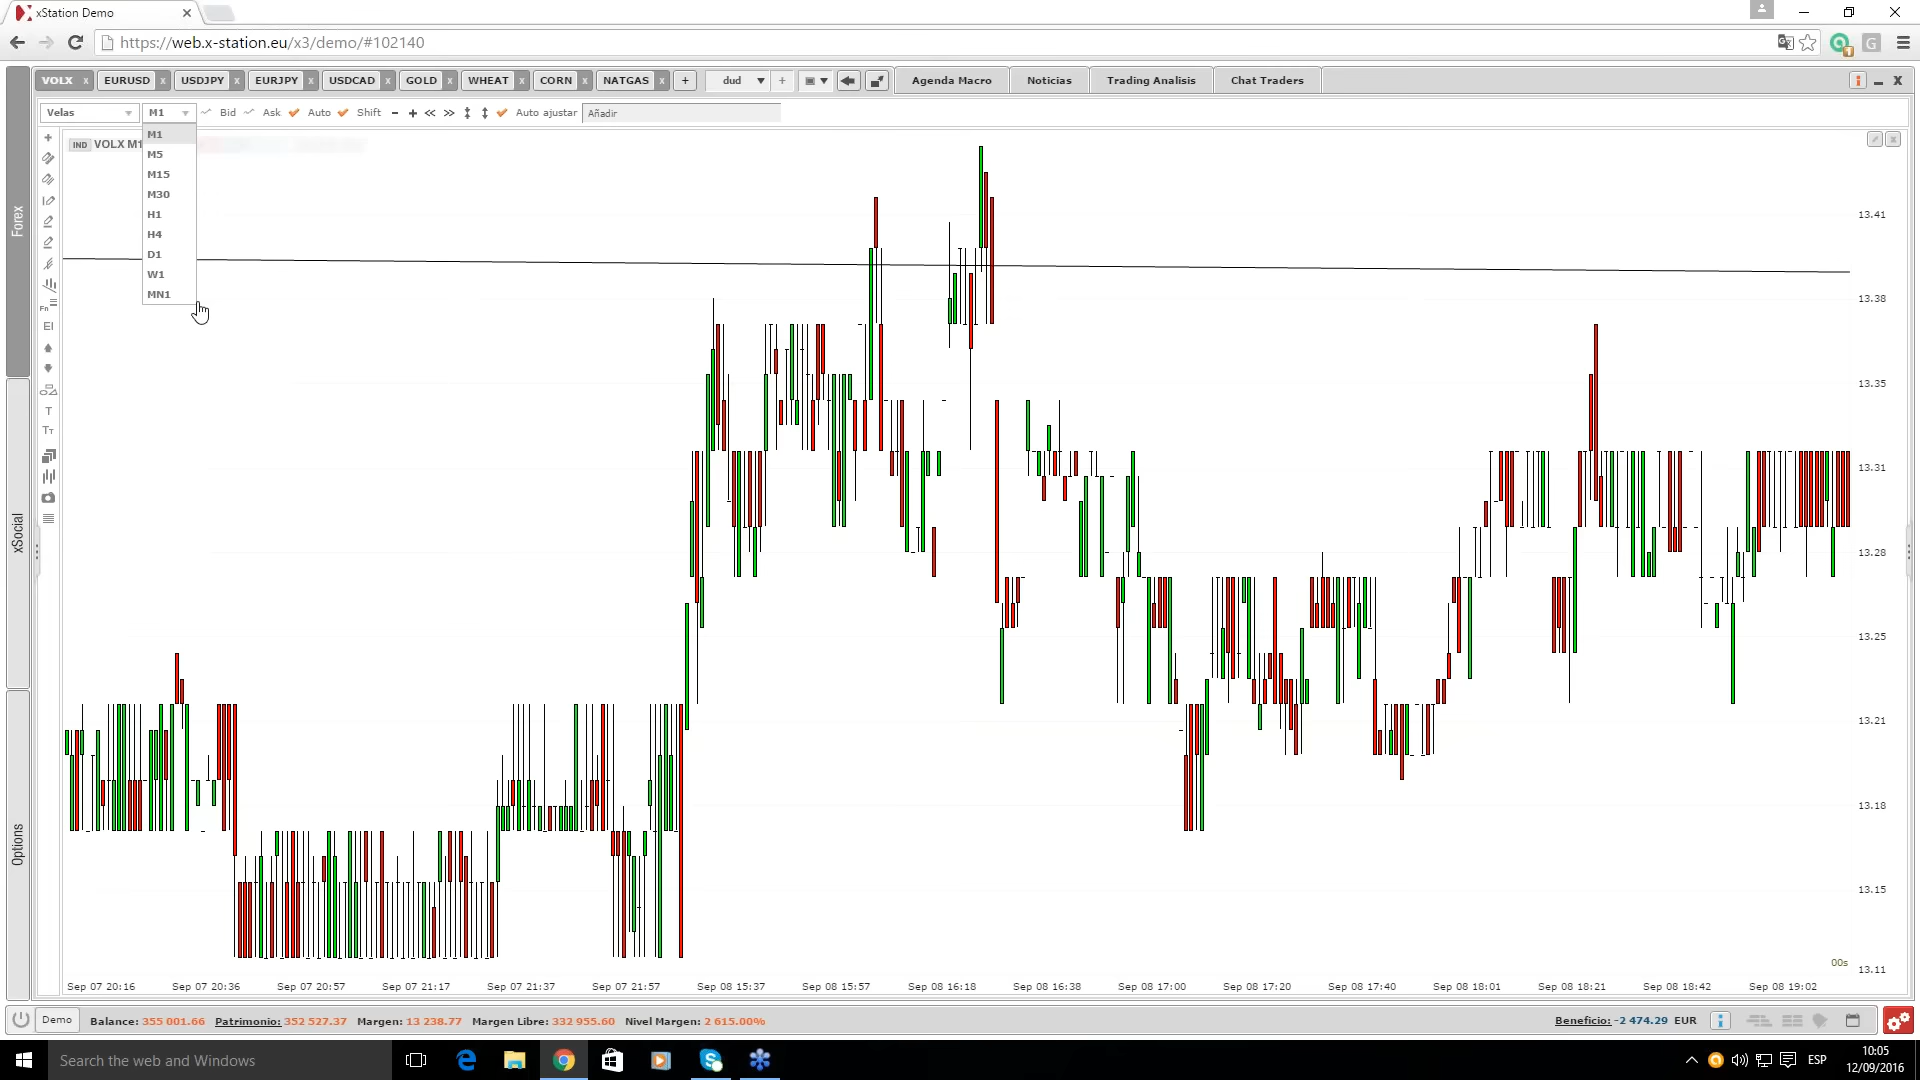 xStation Demo
https://web.x-station.eu/x3/demo/#102140
VOLX x EURUSD x USDJPY x EURJPY x USDCAD x GOLD x WHEAT x CORN x NATGAS x + dud + Agenda Macro Noticias Trading Analisis Chat Traders
Velas M1 Bid Ask Auto Shift Auto ajustar Añadir
IND VOLX M1
M1
M5
M15
M30
H1
H4
D1
W1
MN1
Fn
EI
T
TT
Forex
xSocial
Options
13.41
13.38
13.35
13.31
13.28
13.25
13.21
13.18
13.15
00s
13.11
Sep 07 20:16 Sep 07 20:36 Sep 07 20:57 Sep 07 21:17 Sep 07 21:37 Sep 07 21:57 Sep 08 15:37 Sep 08 15:57 Sep 08 16:18 Sep 08 16:38 Sep 08 17:00 Sep 08 17:20 Sep 08 17:40 Sep 08 18:01 Sep 08 18:21 Sep 08 18:42 Sep 08 19:02
Demo Balance: 355 001.66 Patrimonio: 352 527.37 Margen: 13 238.77 Margen Libre: 332 955.60 Nivel Margen: 2 615.00% Beneficio: -2 474.29 EUR
Search the web and Windows
ESP
10:05
12/09/2016